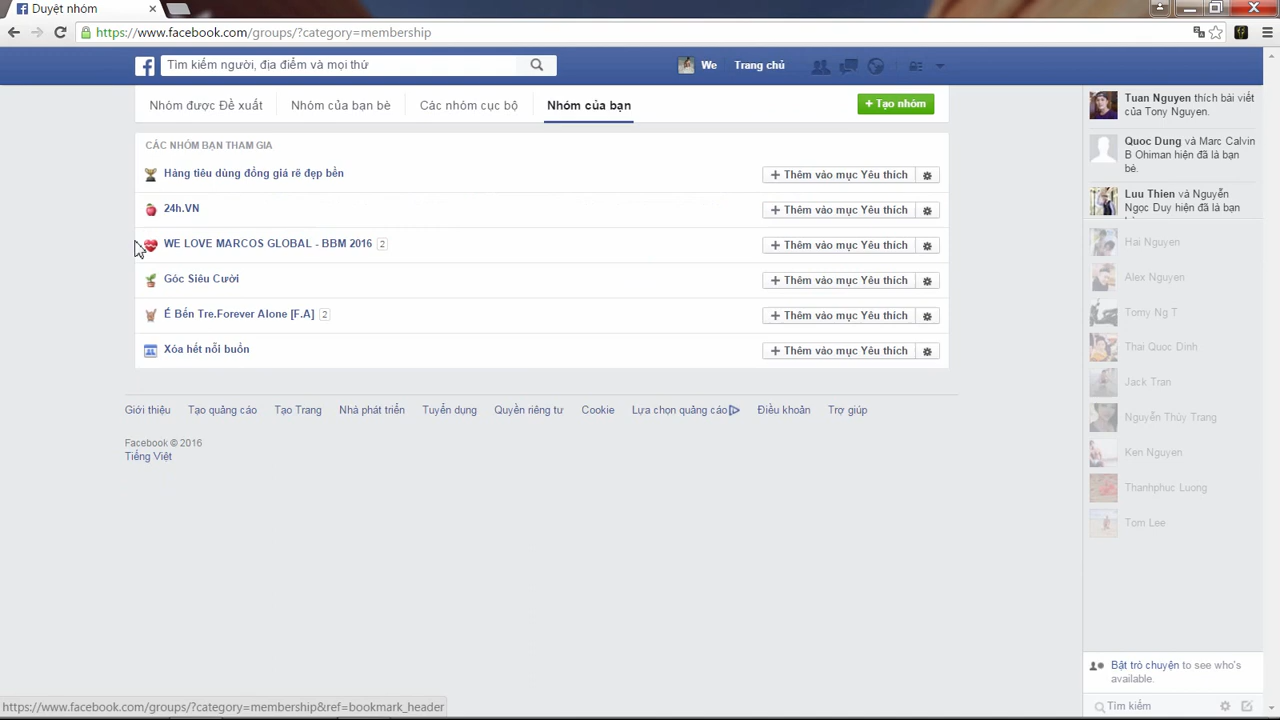 Duyệt nhóm
https://www.facebook.com/groups/?category=membership
Tìm kiếm người, địa điểm và mọi thứ
We
Trang chủ
Nhóm được Đề xuất
Nhóm của bạn bè
Các nhóm cục bộ
Nhóm của bạn
+ Tạo nhóm
CÁC NHÓM BẠN THAM GIA
Hàng tiêu dùng đồng giá rẽ đẹp bền
+ Thêm vào mục Yêu thích
24h.VN
+ Thêm vào mục Yêu thích
WE LOVE MARCOS GLOBAL - BBM 2016 2
+ Thêm vào mục Yêu thích
Góc Siêu Cười
+ Thêm vào mục Yêu thích
Ế Bến Tre.Forever Alone [F.A] 2
+ Thêm vào mục Yêu thích
Xóa hết nỗi buồn
+ Thêm vào mục Yêu thích
Giới thiệu
Tạo quảng cáo
Tạo Trang
Nhà phát triển
Tuyển dụng
Quyền riêng tư
Cookie
Lựa chọn quảng cáo
Điều khoản
Trợ giúp
Facebook © 2016
Tiếng Việt
Tuan Nguyen thích bài viết
của Tony Nguyen.
Quoc Dung và Marc Calvin
B Ohiman hiện đã là bạn
bè.
Luu Thien và Nguyễn
Ngọc Duy hiện đã là bạn
Hai Nguyen
Alex Nguyen
Tomy Ng T
Thai Quoc Dinh
Jack Tran
Nguyễn Thùy Trang
Ken Nguyen
Thanhphuc Luong
Tom Lee
Bật trò chuyện to see who's
available.
Tìm kiếm
https://www.facebook.com/groups/?category=membership&ref=bookmark_header